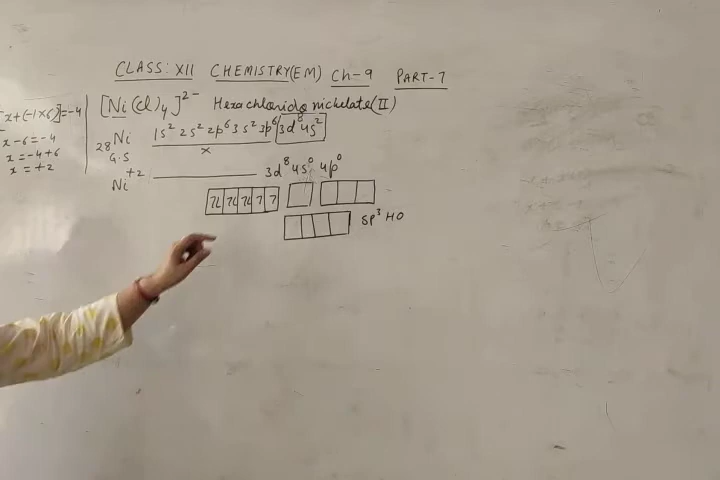 CLASS: XII CHEMISTRY(EM) Ch-9 PART-7
x+(-1×6)]=-4
x-6=-4
x=-4+6
x=+2
[Ni(Cl)₄]²⁻ Hexachlorido nickelate(II)
₂₈Ni 1s² 2s² 2p⁶ 3s² 3p⁶ 3d⁸ 4s²
G.S x
Ni⁺² 3d⁸ 4s⁰ 4p⁰
sp³ HO